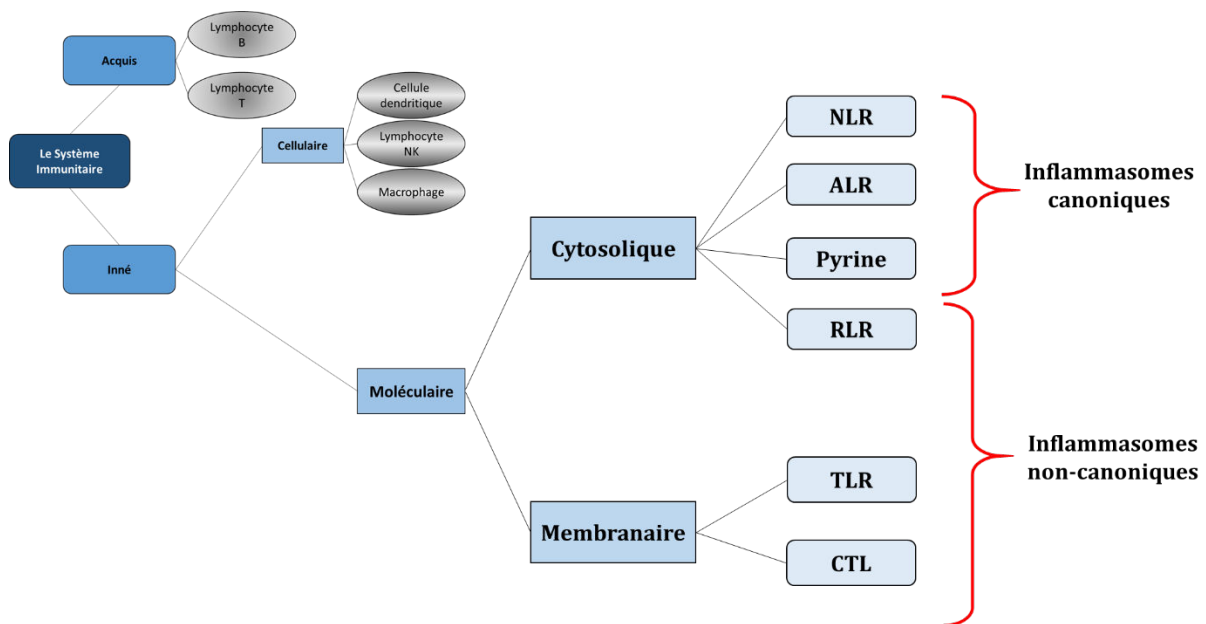 Lymphocyte
B
Acquis
Lymphocyte
T
Le Système
Immunitaire
Inné
Cellulaire
Cellule
dendritique
Lymphocyte
NK
Macrophage
Moléculaire
Cytosolique
Membranaire
NLR
ALR
Pyrine
RLR
TLR
CTL
Inflammasomes
canoniques
Inflammasomes
non-canoniques